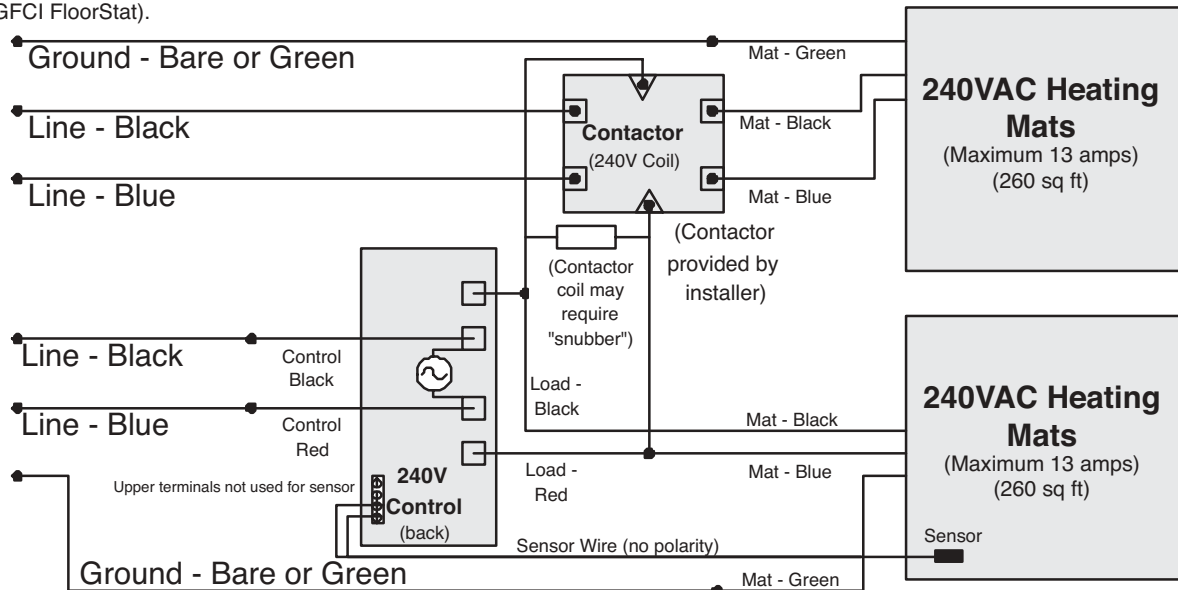 GFCI FloorStat).
Ground - Bare or Green
Mat - Green
Line - Black
Contactor
(240V Coil)
Mat - Black
240VAC Heating
Mats
(Maximum 13 amps)
(260 sq ft)
Line - Blue
Mat - Blue
(Contactor
provided by
installer)
(Contactor
coil may
require
"snubber")
Line - Black
Control
Black
Load -
Black
Line - Blue
Control
Red
Mat - Black
240VAC Heating
Mats
(Maximum 13 amps)
(260 sq ft)
Load -
Red
Mat - Blue
Upper terminals not used for sensor
240V
Control
(back)
Sensor Wire (no polarity)
Sensor
Ground - Bare or Green
Mat - Green